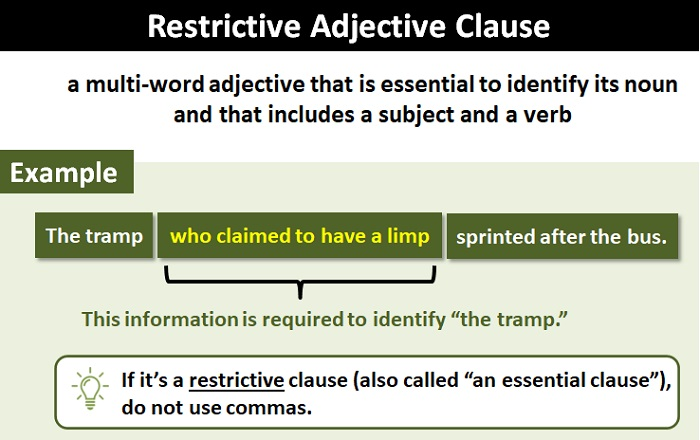 Restrictive Adjective Clause
a multi-word adjective that is essential to identify its noun
and that includes a subject and a verb
Example
The tramp who claimed to have a limp sprinted after the bus.
This information is required to identify “the tramp.”
If it’s a restrictive clause (also called “an essential clause”),
do not use commas.